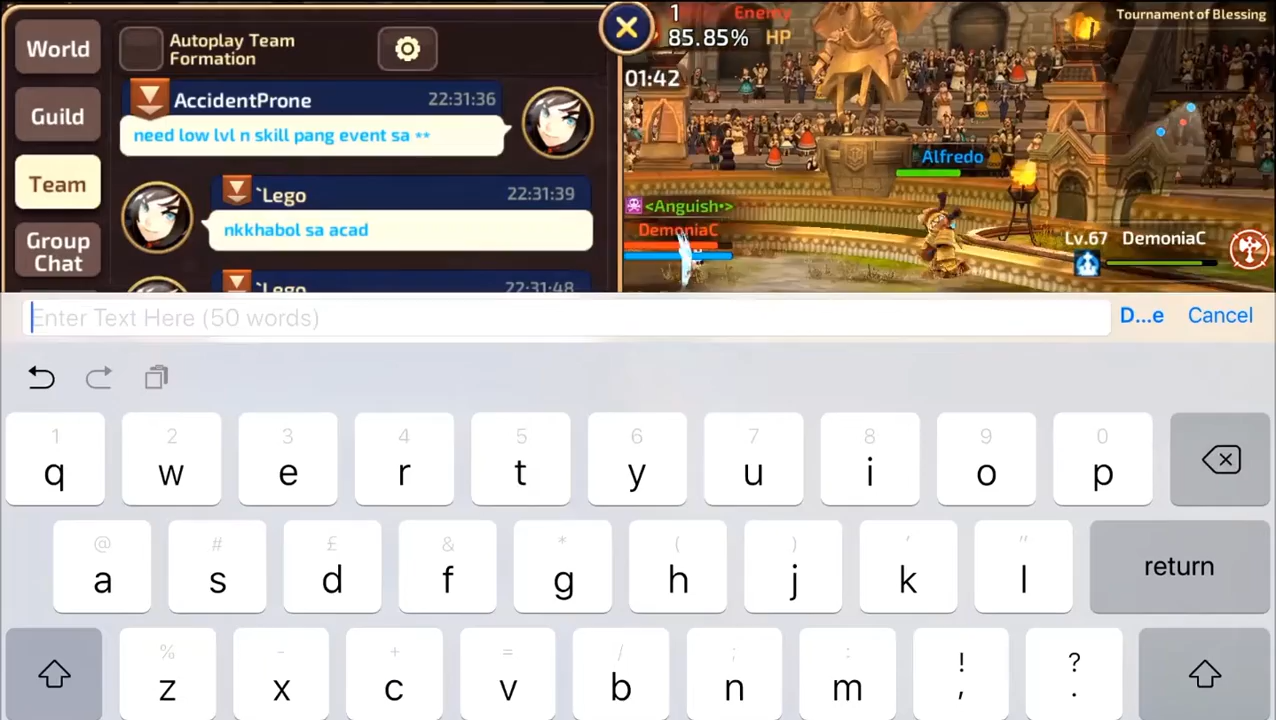 World
Guild
Team
Group
Chat
Autoplay Team
Formation
AccidentProne 22:31:36
need low lvl n skill pang event sa **
`Lego 22:31:39
nkkhabol sa acad
`Lego 22:31:48
1 Enemy
85.85% HP
01:42
Tournament of Blessing
Alfredo
<Anguish•>
DemoniaC
Lv.67 DemoniaC
Enter Text Here (50 words)
D...e Cancel
1 2 3 4 5 6 7 8 9 0
q w e r t y u i o p
@ # £ & * ( ) ' "
a s d f g h j k l return
% - + = / ; : ! ?
z x c v b n m , .